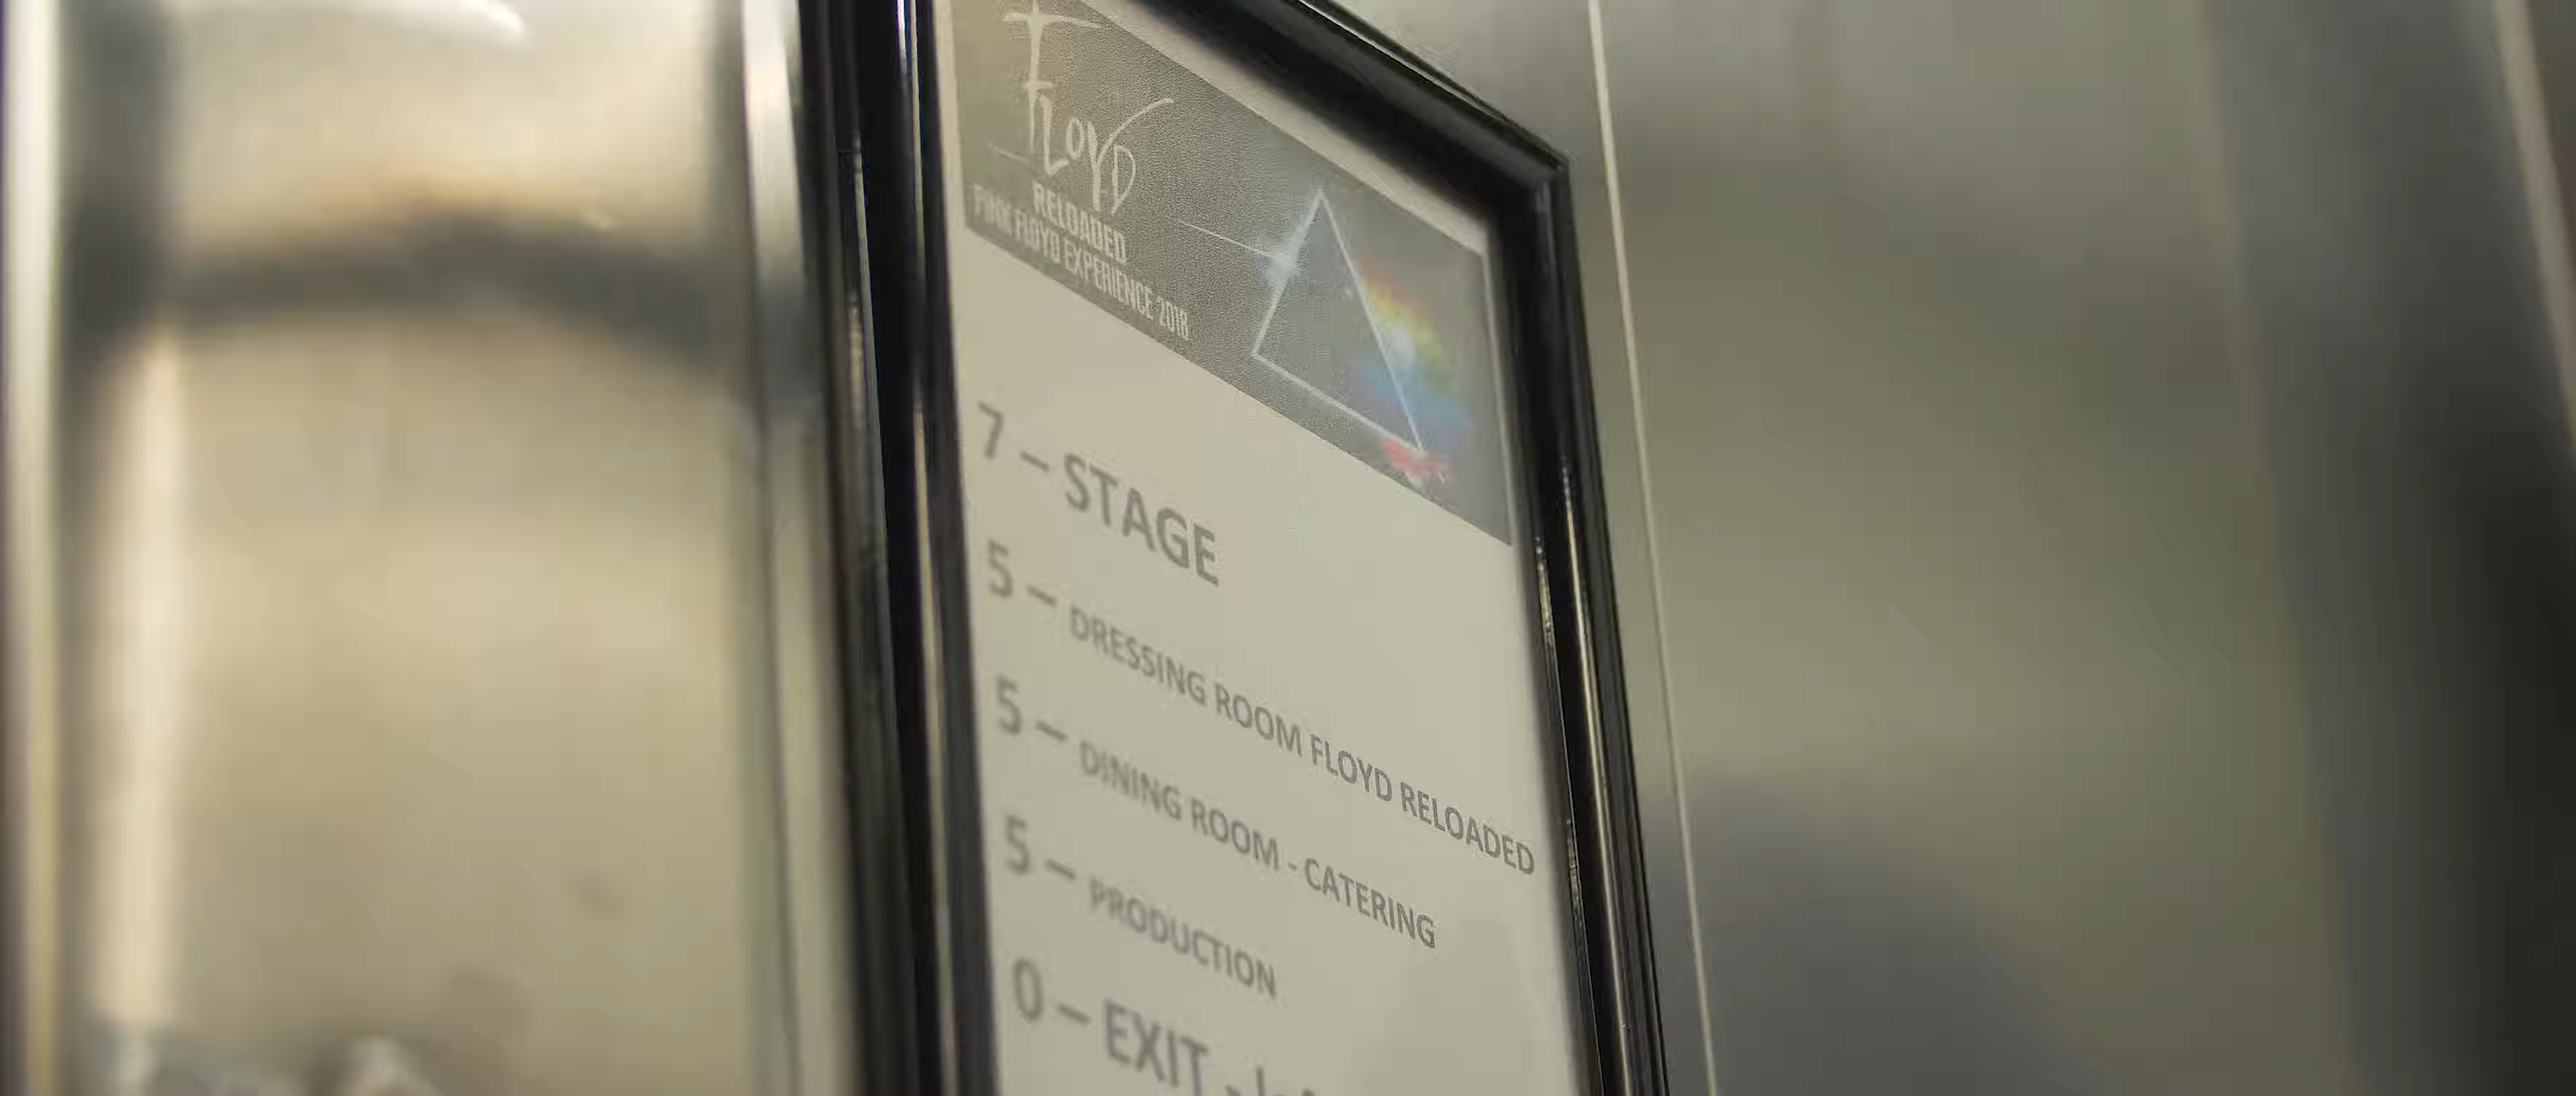 FLOYD
RELOADED
PINK FLOYD EXPERIENCE 2018
7 – STAGE
5 – DRESSING ROOM FLOYD RELOADED
5 – DINING ROOM - CATERING
5 – PRODUCTION
0 – EXIT -